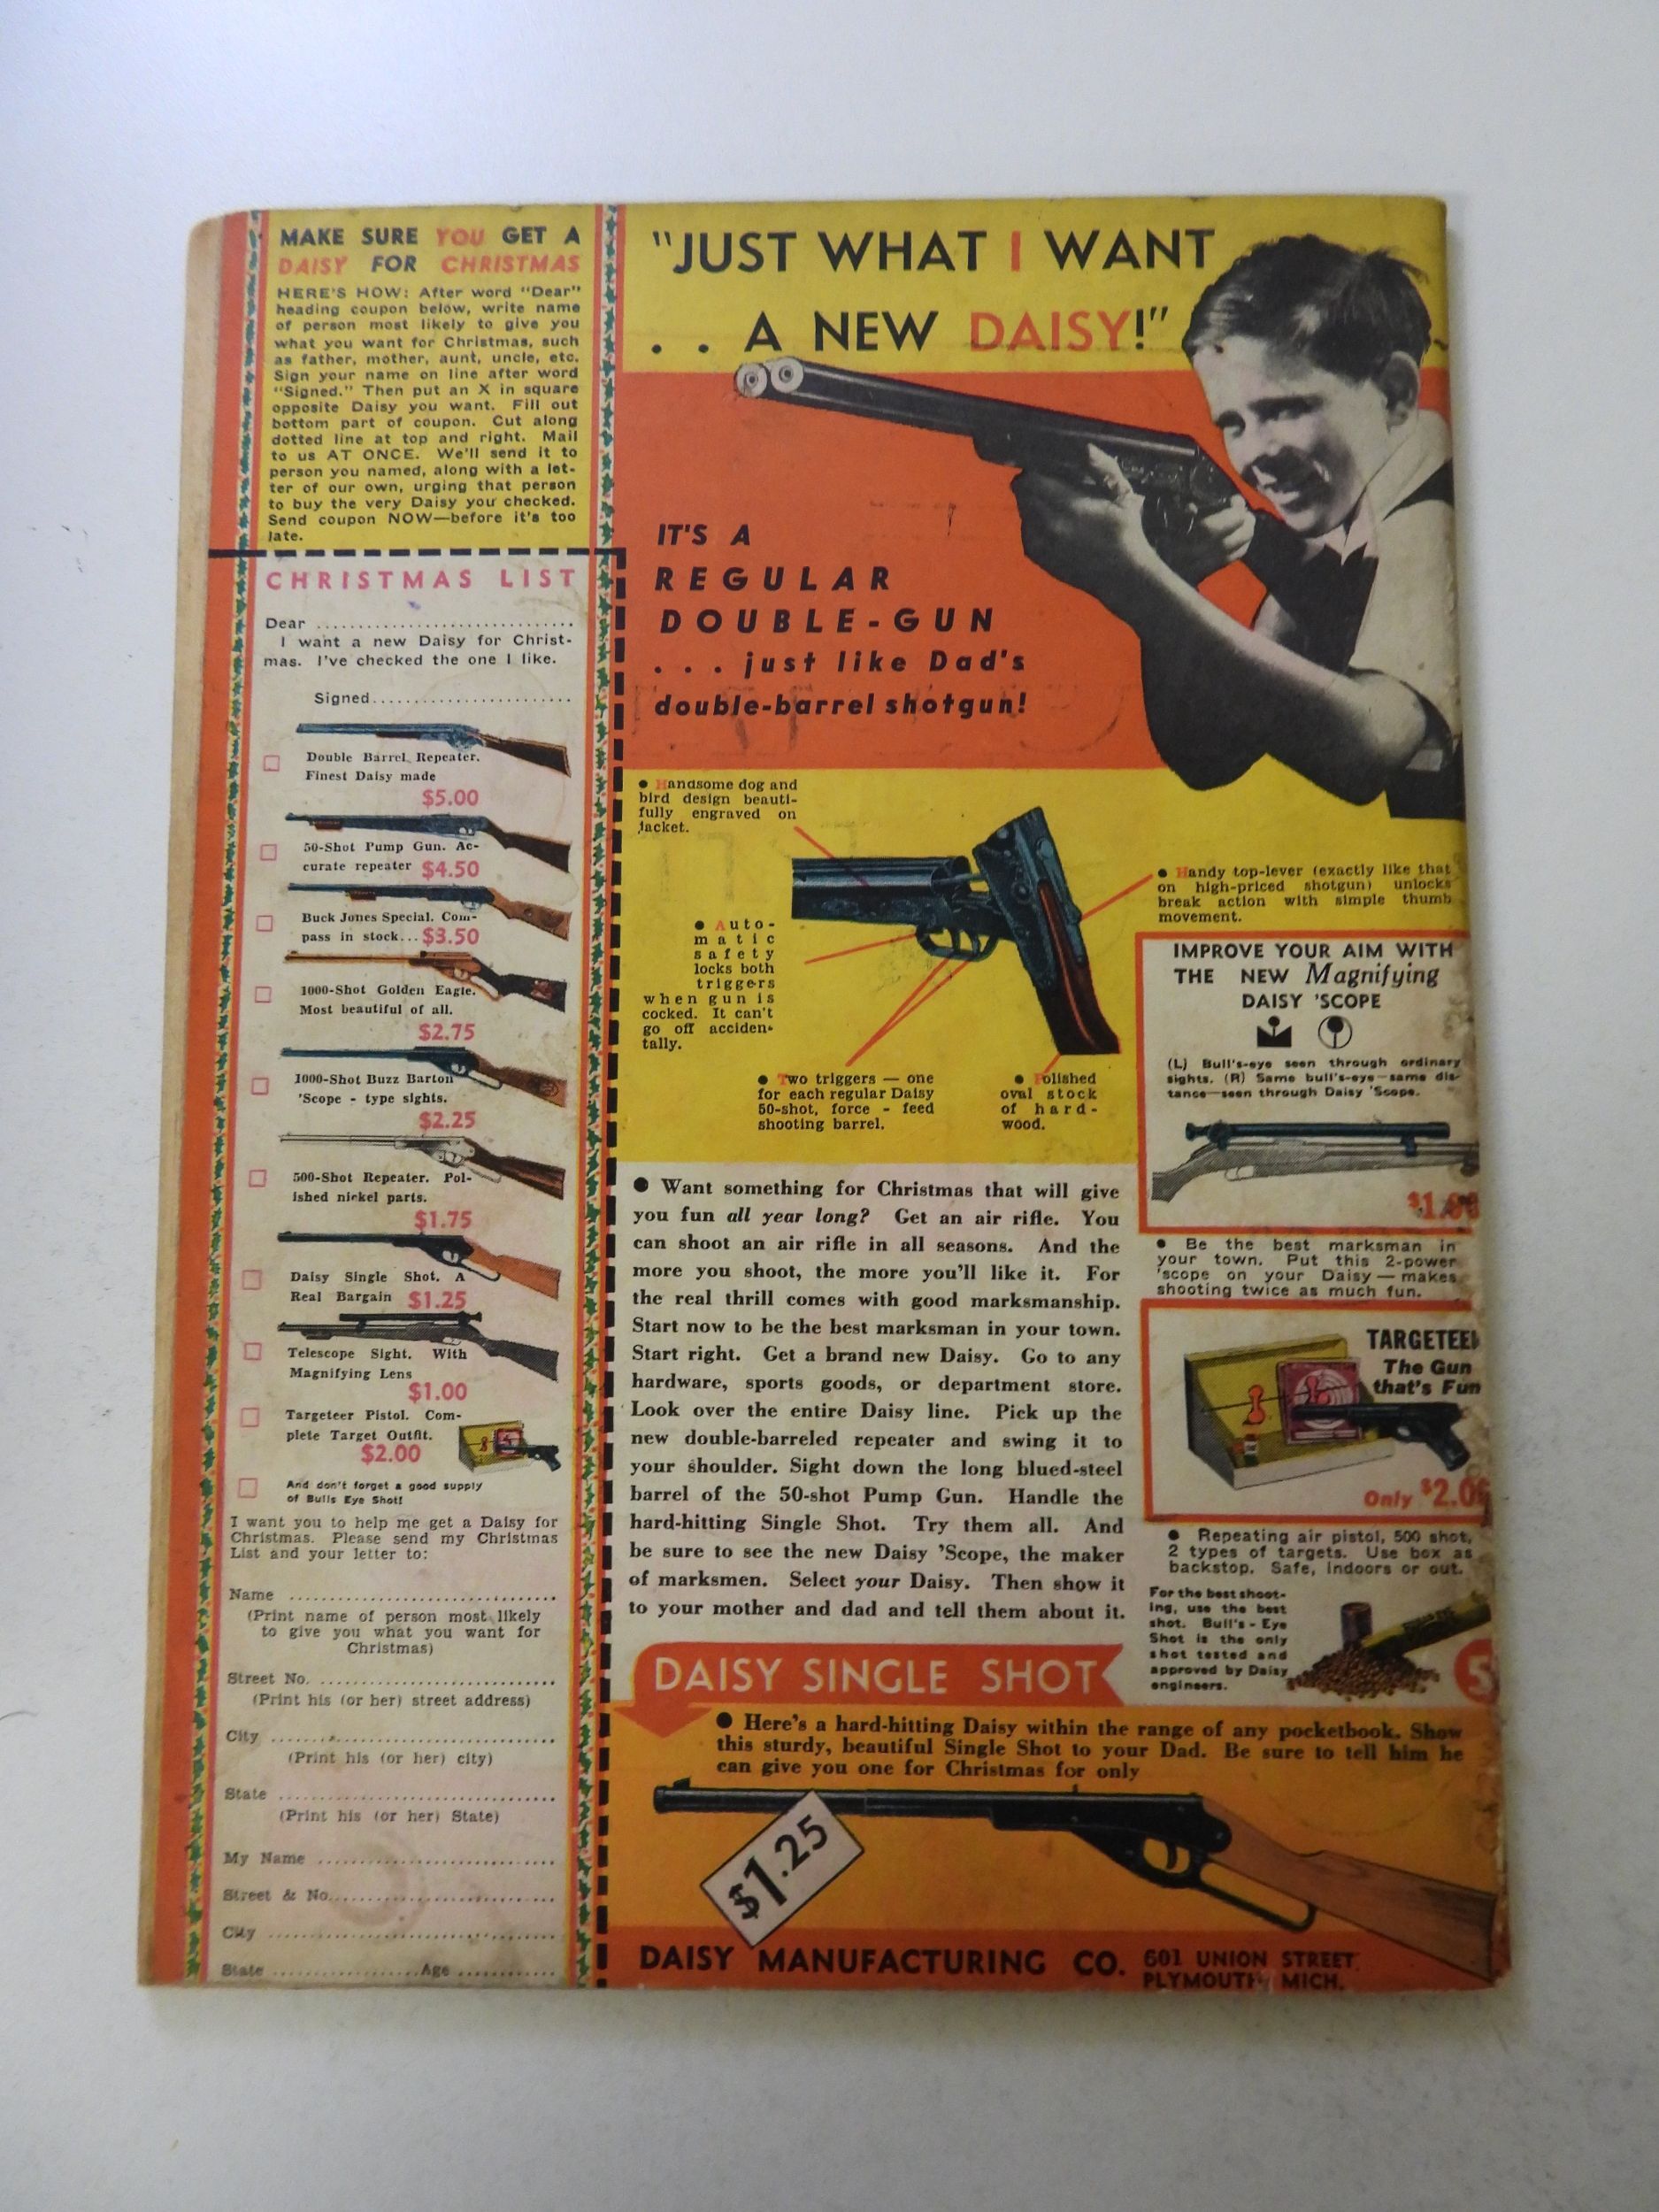 MAKE SURE YOU GET A
DAISY FOR CHRISTMAS
HERE'S HOW: After word "Dear"
heading coupon below, write name
of person most likely to give you
what you want for Christmas, such
as father, mother, aunt, uncle, etc.
Sign your name on line after word
"Signed." Then put an X in square
opposite Daisy you want. Fill out
bottom part of coupon. Cut along
dotted line at top and right. Mail
to us AT ONCE. We'll send it to
person you named, along with a let-
ter of our own, urging that person
to buy the very Daisy you checked.
Send coupon NOW—before it's too
late.
CHRISTMAS LIST
Dear ..............................
I want a new Daisy for Christ-
mas. I've checked the one I like.
Signed.......................
Double Barrel Repeater.
Finest Daisy made
$5.00
50-Shot Pump Gun. Ac-
curate repeater $4.50
Buck Jones Special. Com-
pass in stock... $3.50
1000-Shot Golden Eagle.
Most beautiful of all.
$2.75
1000-Shot Buzz Barton
'Scope - type sights.
$2.25
500-Shot Repeater. Pol-
ished nickel parts.
$1.75
Daisy Single Shot. A
Real Bargain $1.25
Telescope Sight. With
Magnifying Lens
$1.00
Targeteer Pistol. Com-
plete Target Outfit.
$2.00
And don't forget a good supply
of Bulls Eye Shot!
I want you to help me get a Daisy for
Christmas. Please send my Christmas
List and your letter to:
Name ..............................
(Print name of person most likely
to give you what you want for
Christmas)
Street No. ..............................
(Print his (or her) street address)
City ..............................
(Print his (or her) city)
State ..............................
(Print his (or her) State)
My Name ..............................
Street & No..............................
City ..............................
State ....................Age ............
"JUST WHAT I WANT
. . A NEW DAISY!"
IT'S A
REGULAR
DOUBLE-GUN
. . . just like Dad's
double-barrel shotgun!
● Handsome dog and
bird design beauti-
fully engraved on
jacket.
● Auto-
matic
safety
locks both
triggers
when gun is
cocked. It can't
go off acciden-
tally.
● Two triggers — one
for each regular Daisy
50-shot, force - feed
shooting barrel.
● Polished
oval stock
of hard-
wood.
● Handy top-lever (exactly like that
on high-priced shotgun) unlocks
break action with simple thumb
movement.
IMPROVE YOUR AIM WITH
THE NEW Magnifying
DAISY 'SCOPE
(L) Bull's-eye seen through ordinary
sights. (R) Same bull's-eye—same dis-
tance—seen through Daisy 'Scope.
● Be the best marksman in
your town. Put this 2-power
'scope on your Daisy — makes
shooting twice as much fun.
The Gun
that's Fun
Only
● Repeating air pistol, 500 shot,
2 types of targets. Use box as
backstop. Safe, indoors or out.
For the best shoot-
ing, use the best
shot. Bull's - Eye
Shot is the only
shot tested and
approved by Daisy
engineers.
5
● Want something for Christmas that will give
you fun all year long? Get an air rifle. You
can shoot an air rifle in all seasons. And the
more you shoot, the more you'll like it. For
the real thrill comes with good marksmanship.
Start now to be the best marksman in your town.
Start right. Get a brand new Daisy. Go to any
hardware, sports goods, or department store.
Look over the entire Daisy line. Pick up the
new double-barreled repeater and swing it to
your shoulder. Sight down the long blued-steel
barrel of the 50-shot Pump Gun. Handle the
hard-hitting Single Shot. Try them all. And
be sure to see the new Daisy 'Scope, the maker
of marksmen. Select your Daisy. Then show it
to your mother and dad and tell them about it.
DAISY SINGLE SHOT
● Here's a hard-hitting Daisy within the range of any pocketbook. Show
this sturdy, beautiful Single Shot to your Dad. Be sure to tell him he
can give you one for Christmas for only
$1.25
DAISY MANUFACTURING CO. 601 UNION STREET
PLYMOUTH, MICH.